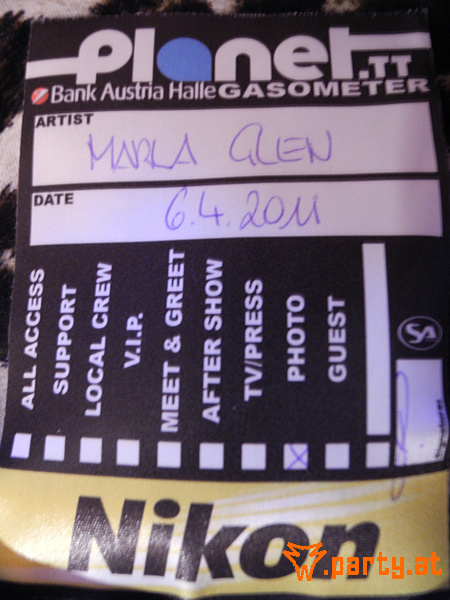 planet.TT
Bank Austria Halle GASOMETER
ARTIST
MARLA GLEN
DATE
6.4.2011
ALL ACCESS
SUPPORT
LOCAL CREW
V.I.P.
MEET & GREET
AFTER SHOW
TV/PRESS
PHOTO
GUEST
SA
X
Nikon
party.at